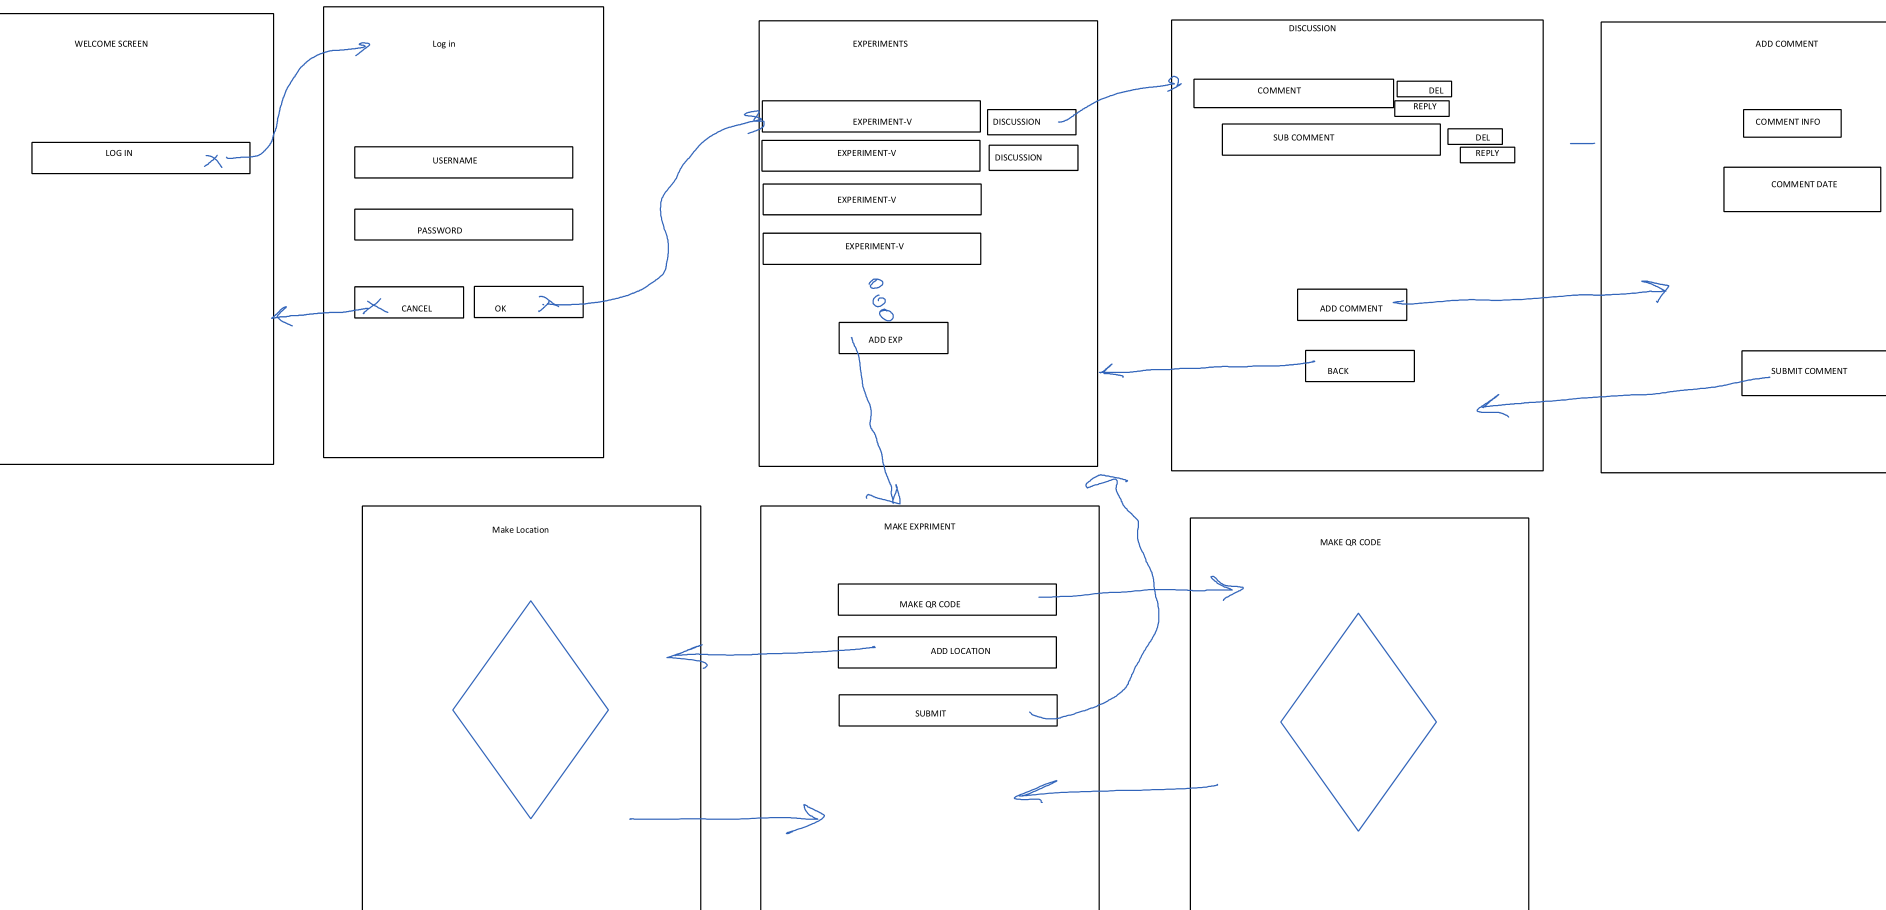 WELCOME SCREEN
LOG IN
Log in
USERNAME
PASSWORD
CANCEL
OK
EXPERIMENTS
EXPERIMENT-V
DISCUSSION
EXPERIMENT-V
DISCUSSION
EXPERIMENT-V
EXPERIMENT-V
ADD EXP
DISCUSSION
COMMENT
DEL
REPLY
SUB COMMENT
DEL
REPLY
ADD COMMENT
BACK
ADD COMMENT
COMMENT INFO
COMMENT DATE
SUBMIT COMMENT
Make Location
MAKE EXPRIMENT
MAKE QR CODE
ADD LOCATION
SUBMIT
MAKE QR CODE